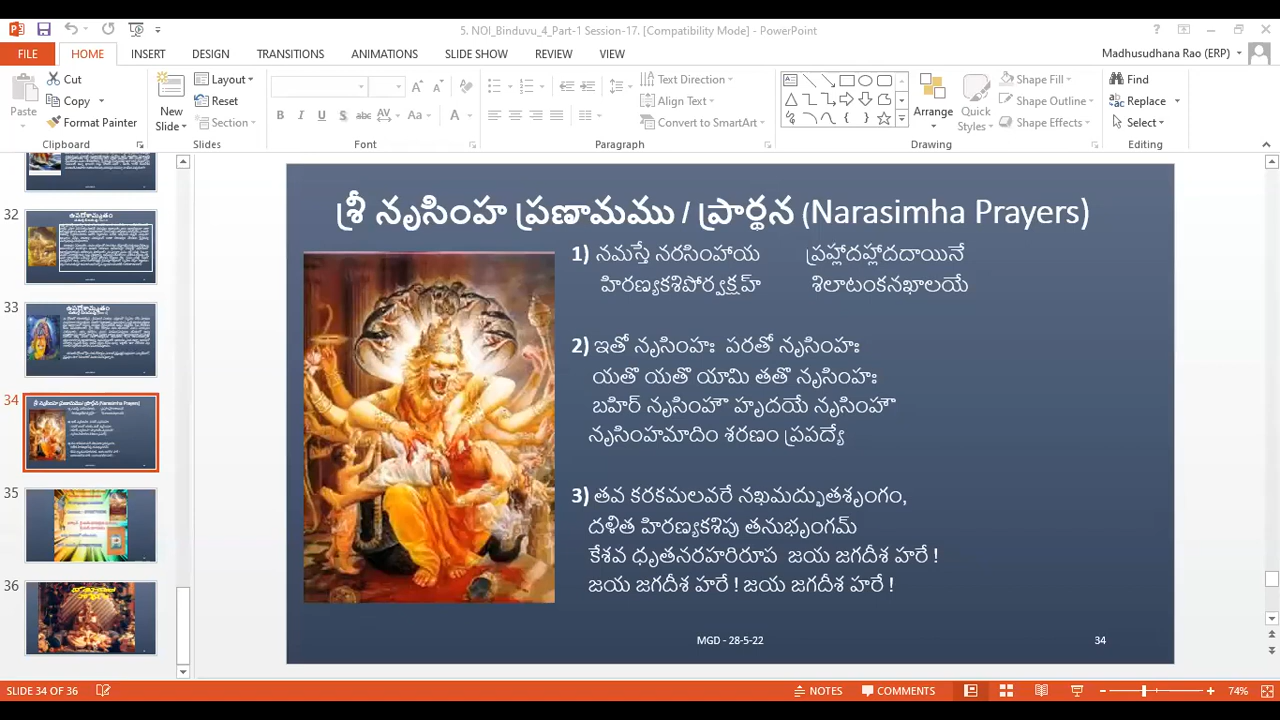 5. NOI_Binduvu_4_Part-1 Session-17. [Compatibility Mode] - PowerPoint
FILE HOME INSERT DESIGN TRANSITIONS ANIMATIONS SLIDE SHOW REVIEW VIEW
Madhusudhana Rao (ERP)
Paste
Cut
Copy
Format Painter
Clipboard
New Slide
Layout
Reset
Section
Slides
Font
Text Direction
Align Text
Convert to SmartArt
Paragraph
Arrange
Quick Styles
Shape Fill
Shape Outline
Shape Effects
Drawing
Find
Replace
Select
Editing
32
ఉపదేశామృతం
33
ఉపదేశామృతం
34
35
36
శ్రీ నృసింహ ప్రణామము / ప్రార్థన /Narasimha Prayers)
1) నమస్తే నరసింహాయ ప్రహ్లాదహ్లాదదాయినే
హిరణ్యకశిపోర్వక్షహ్ శిలాటంకనఖాలయే
2) ఇతో నృసింహః పరతో నృసింహః
యతొ యతొ యామి తతొ నృసింహః
బహిర్ నృసింహౌ హృదయే నృసింహౌ
నృసింహమాదిం శరణం ప్రపద్యే
3) తవ కరకమలవరే నఖమద్భుతశృంగం,
దళిత హిరణ్యకశిపు తనుబృంగమ్
కేశవ ధృతనరహరిరూప జయ జగదీశ హరే !
జయ జగదీశ హరే ! జయ జగదీశ హరే !
MGD - 28-5-22
34
SLIDE 34 OF 36
NOTES
COMMENTS
74%